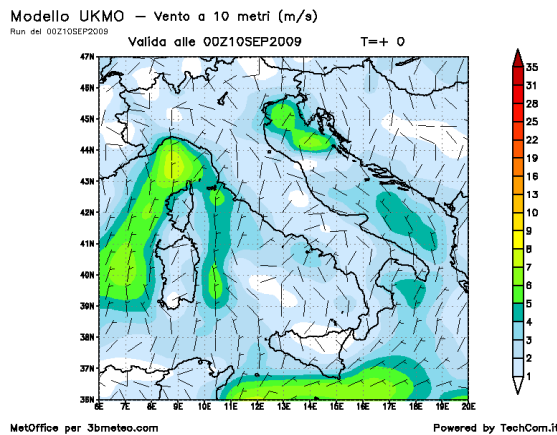 Modello UKMO – Vento a 10 metri (m/s)
Run del 00Z10SEP2009
Valida alle 00Z10SEP2009 T=+ 0
47N
46N
45N
44N
43N
42N
41N
40N
39N
38N
37N
36N
35N
6E 7E 8E 9E 10E 11E 12E 13E 14E 15E 16E 17E 18E 19E 20E
35
31
28
25
22
19
16
13
10
9
8
7
6
5
4
3
2
1
MetOffice per 3bmeteo.com Powered by TechCom.it